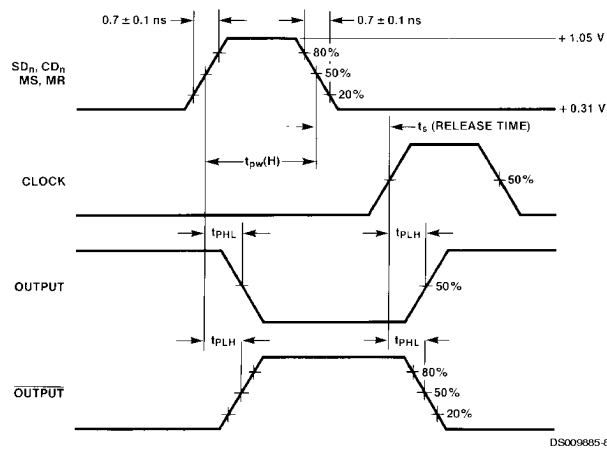 0.7 ± 0.1 ns
0.7 ± 0.1 ns
+ 1.05 V
80%
SDn, CDn
MS, MR
50%
20%
+ 0.31 V
ts (RELEASE TIME)
tpw(H)
CLOCK
50%
tPHL
tPLH
OUTPUT
50%
tPLH
tPHL
80%
OUTPUT
50%
20%
DS009885-8